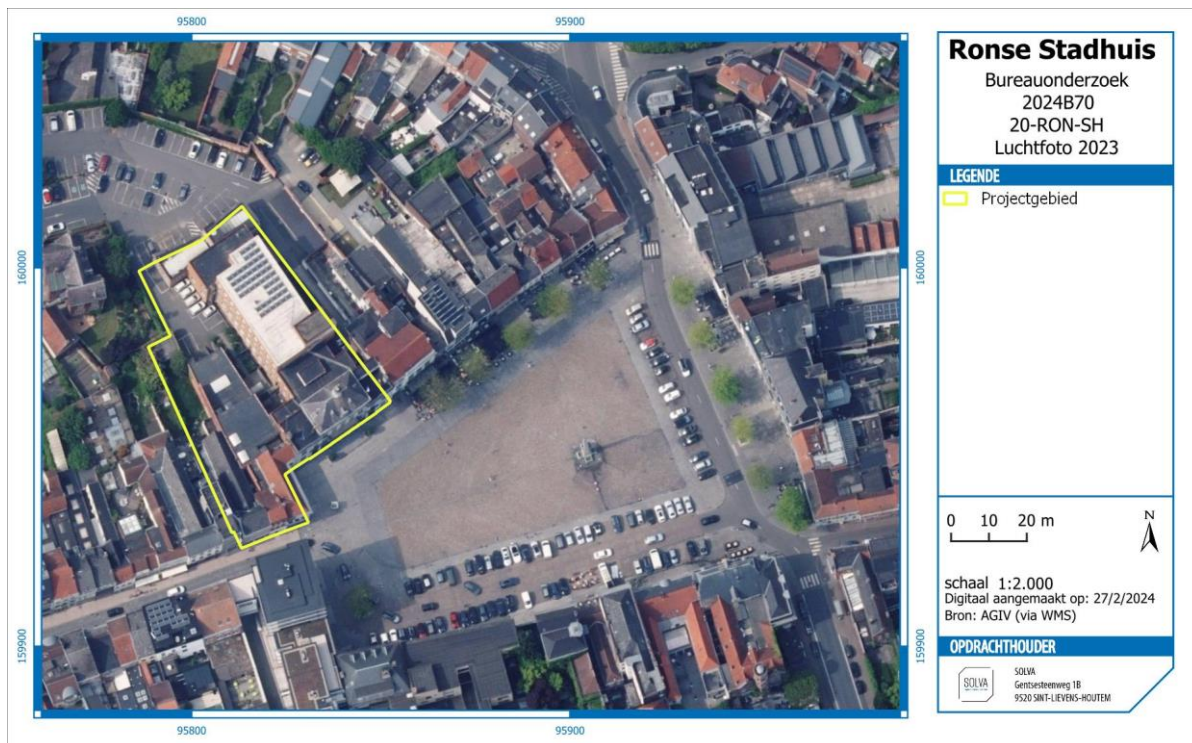 95800
95900
160000
160000
159900
159900
95800
95900
Ronse Stadhuis
Bureauonderzoek
2024B70
20-RON-SH
Luchtfoto 2023
LEGENDE
Projectgebied
0 10 20 m
N
schaal 1:2.000
Digitaal aangemaakt op: 27/2/2024
Bron: AGIV (via WMS)
OPDRACHTHOUDER
SOLVA
SOLVA
Gentsesteenweg 1B
9520 SINT-LIEVENS-HOUTEM